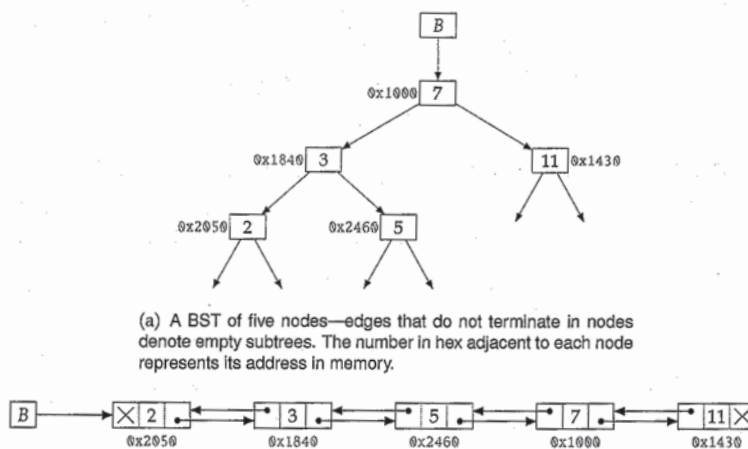 B
0x1000 7
0x1840 3 11 0x1430
0x2050 2 0x2460 5
(a) A BST of five nodes—edges that do not terminate in nodes
denote empty subtrees. The number in hex adjacent to each node
represents its address in memory.
B 2 3 5 7 11
0x2050 0x1840 0x2460 0x1000 0x1430